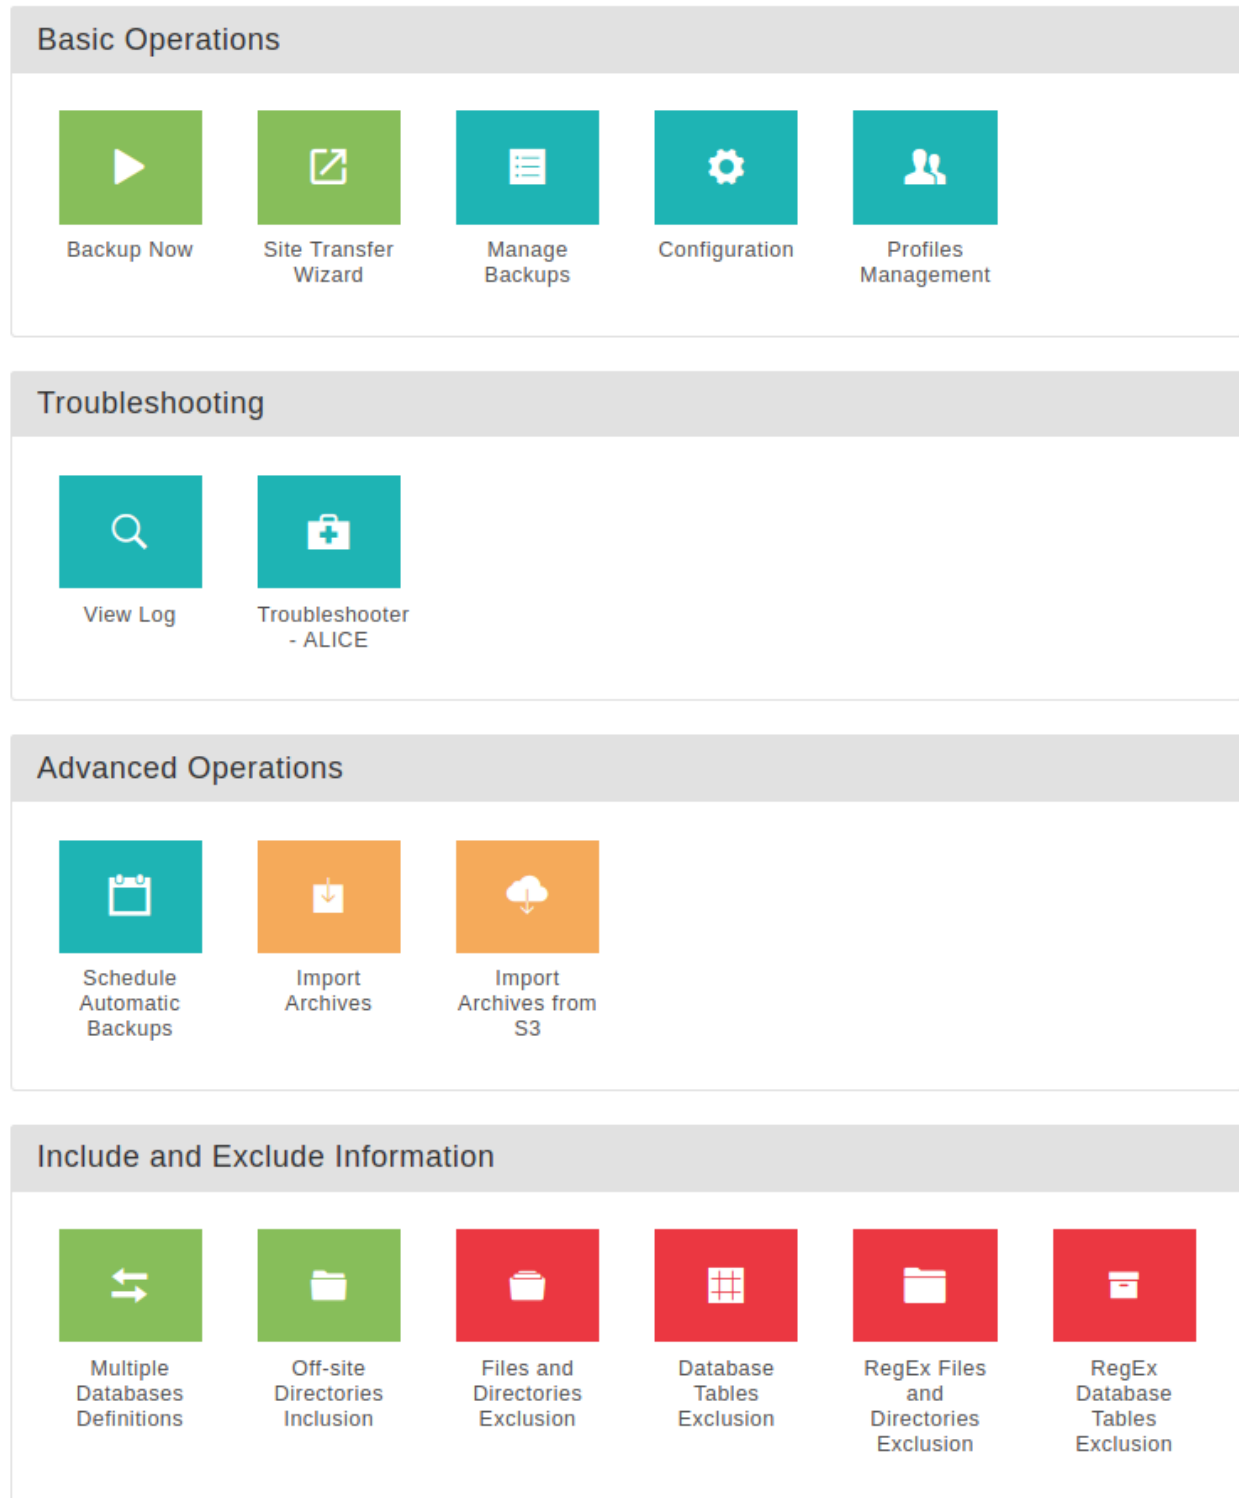 Basic Operations
Backup Now
Site Transfer
Wizard
Manage
Backups
Configuration
Profiles
Management
Troubleshooting
View Log
Troubleshooter
- ALICE
Advanced Operations
Schedule
Automatic
Backups
Import
Archives
Import
Archives from
S3
Include and Exclude Information
Multiple
Databases
Definitions
Off-site
Directories
Inclusion
Files and
Directories
Exclusion
Database
Tables
Exclusion
RegEx Files
and
Directories
Exclusion
RegEx
Database
Tables
Exclusion